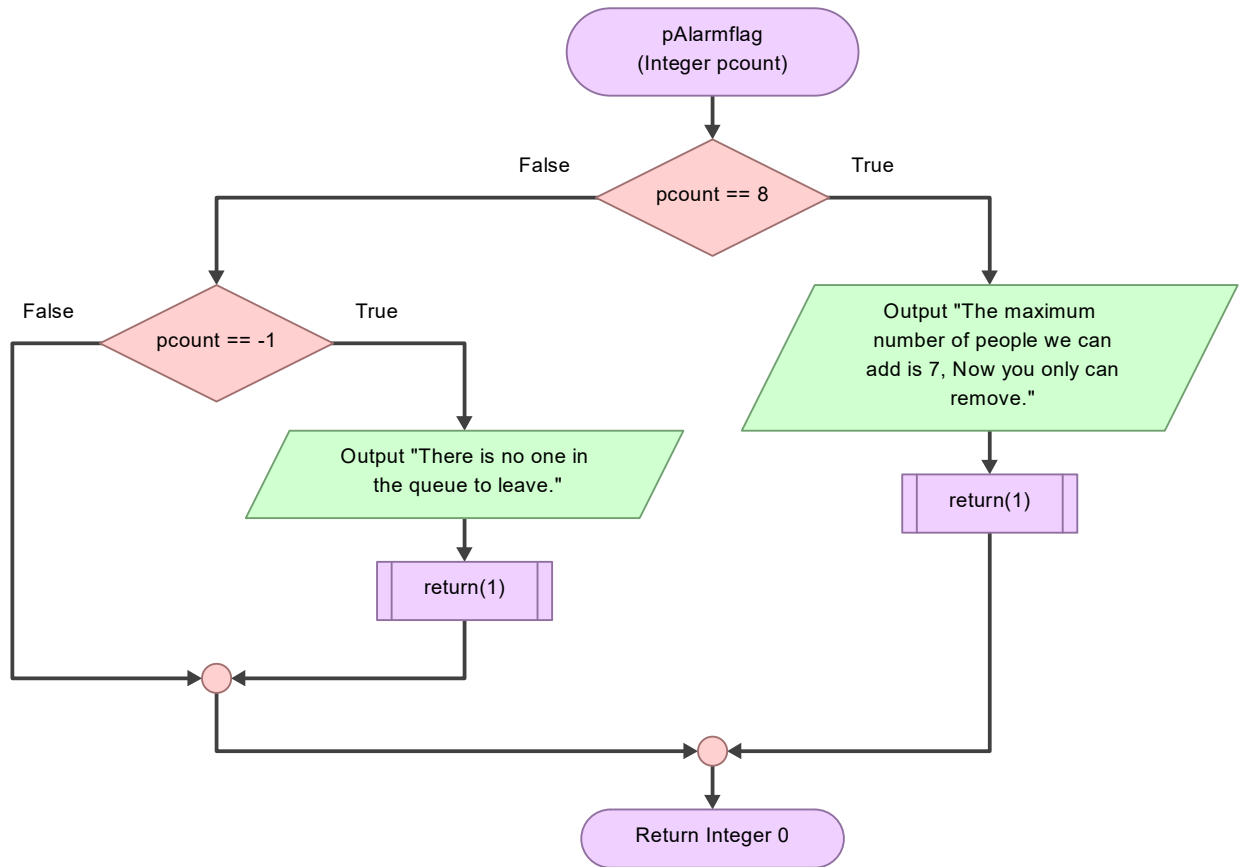 pAlarmflag
(Integer pcount)
False
True
pcount == 8
False
True
pcount == -1
Output "The maximum
number of people we can
add is 7, Now you only can
remove."
Output "There is no one in
the queue to leave."
return(1)
return(1)
Return Integer 0